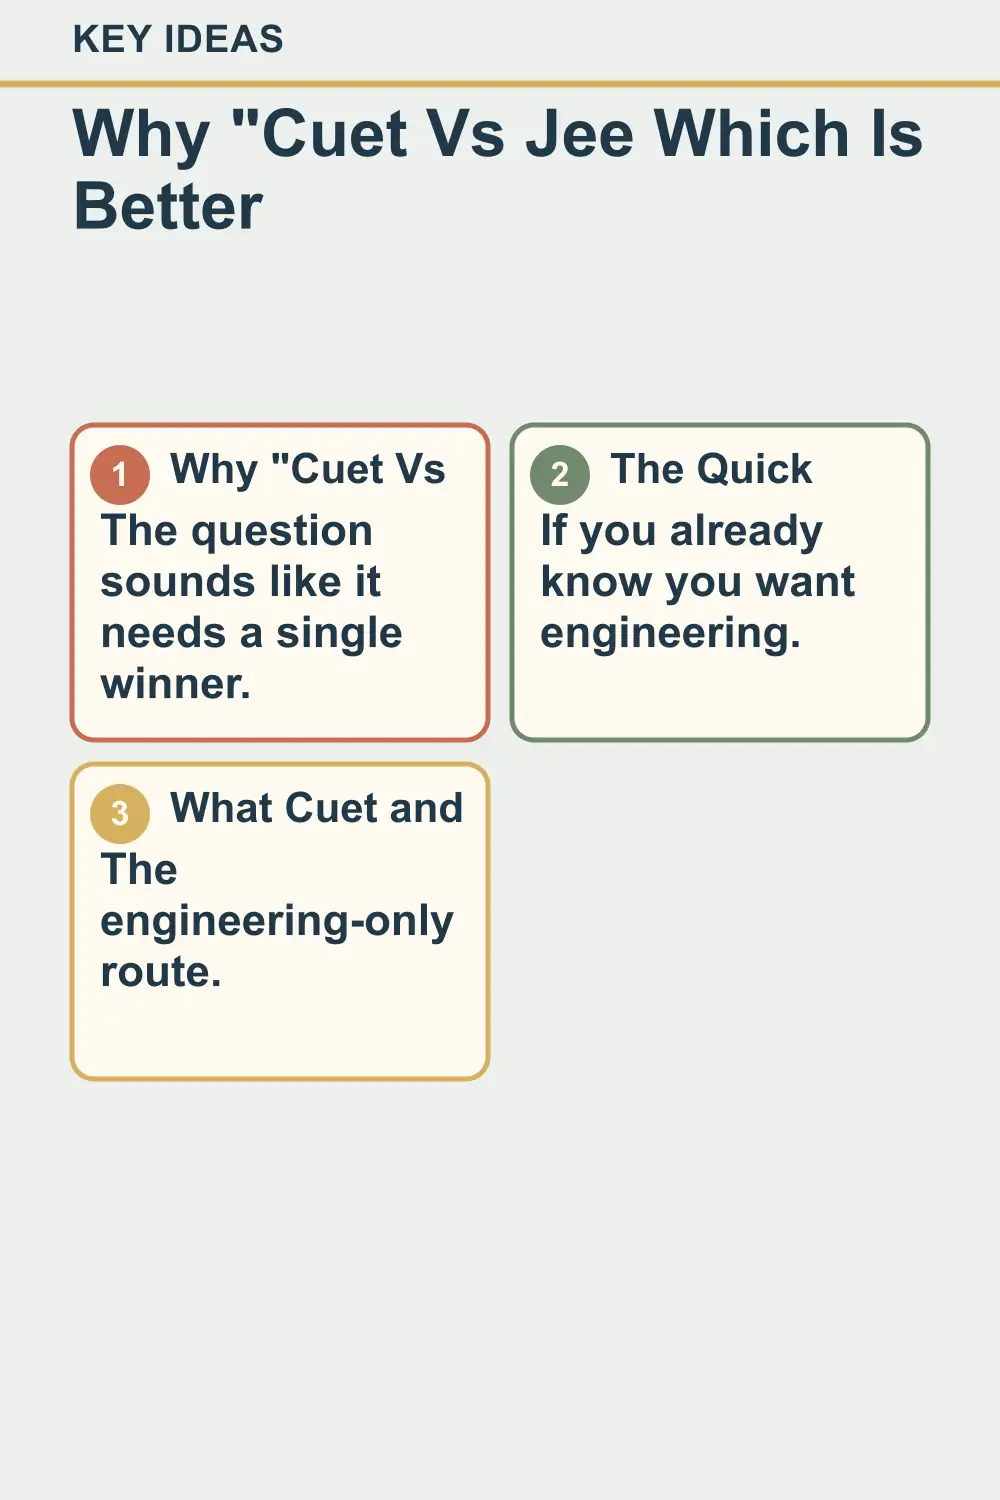 KEY IDEAS
Why "Cuet Vs Jee Which Is
Better
1 Why "Cuet Vs
The question
sounds like it
needs a single
winner.
2 The Quick
If you already
know you want
engineering.
3 What Cuet and
The
engineering-only
route.